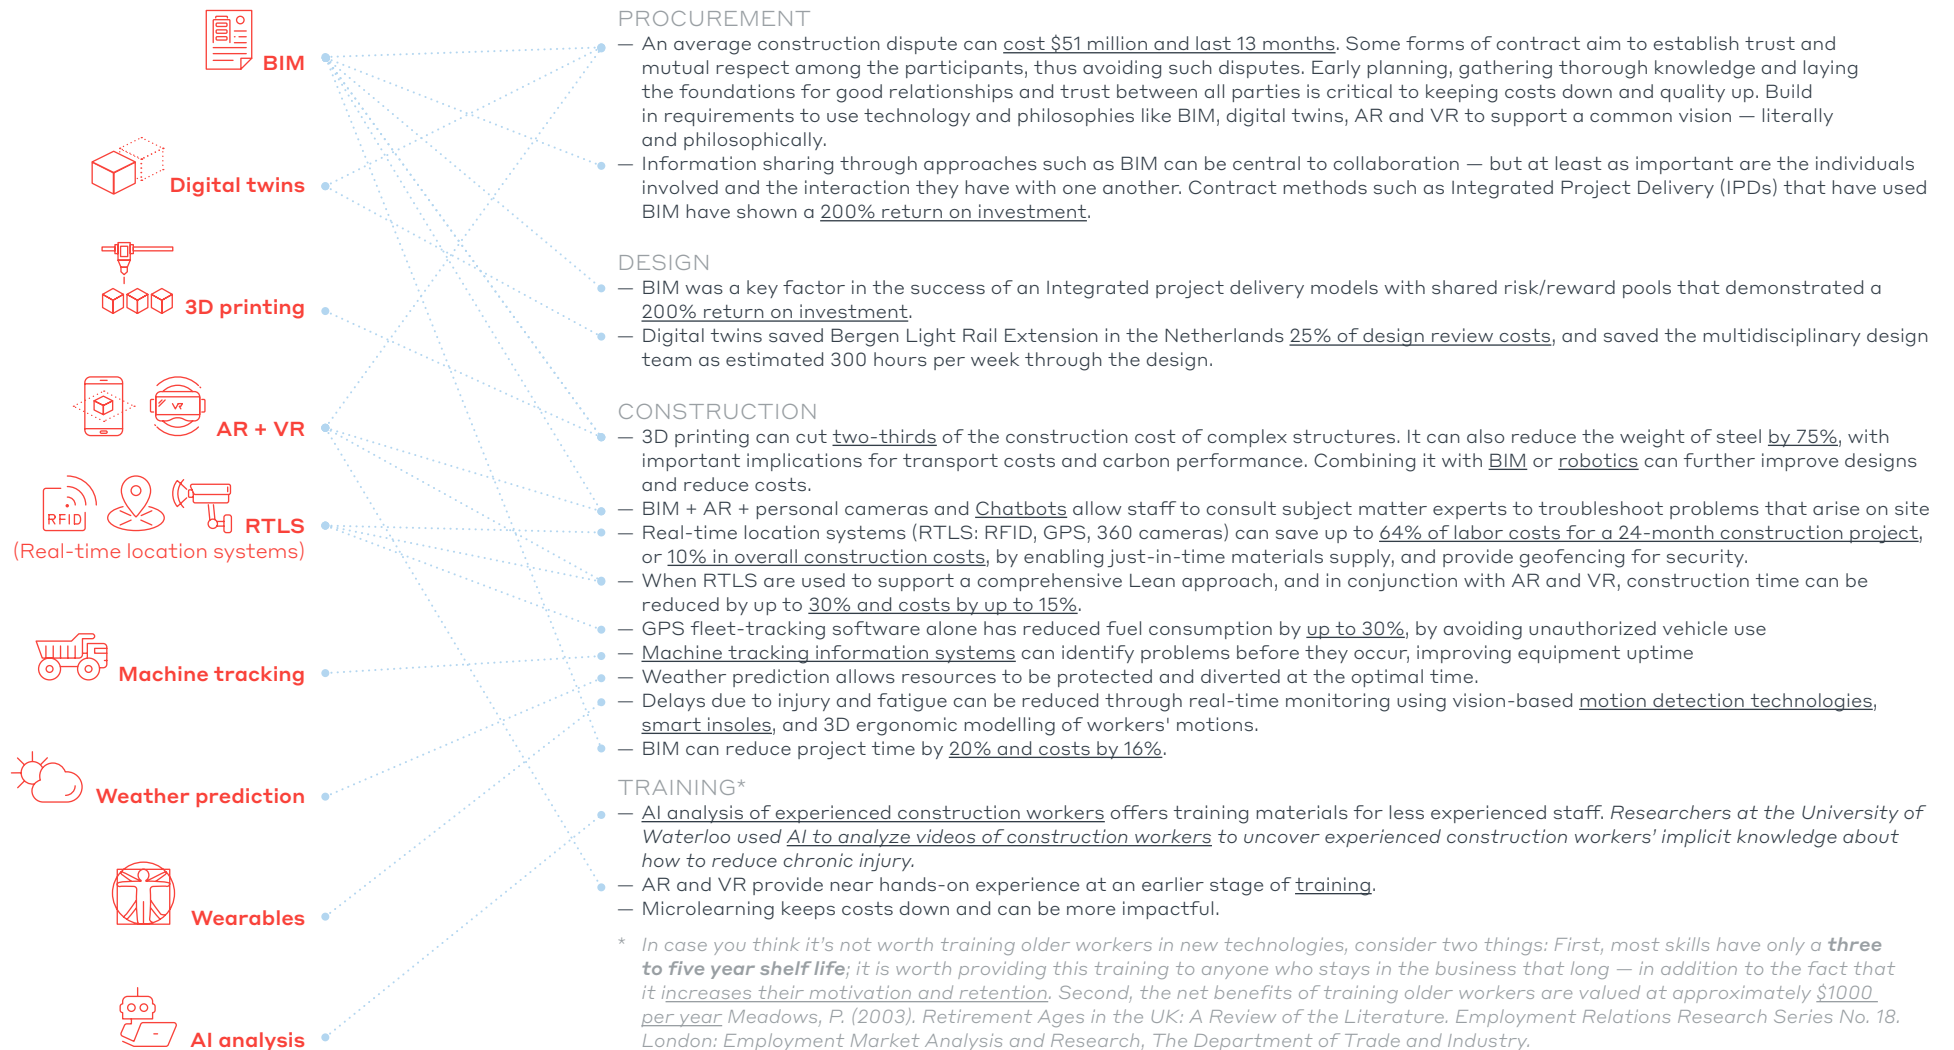 BIM
Digital twins
3D printing
VR
AR + VR
RFID
RTLS
(Real-time location systems)
Machine tracking
Weather prediction
Wearables
AI analysis
PROCUREMENT
— An average construction dispute can cost $51 million and last 13 months. Some forms of contract aim to establish trust and
mutual respect among the participants, thus avoiding such disputes. Early planning, gathering thorough knowledge and laying
the foundations for good relationships and trust between all parties is critical to keeping costs down and quality up. Build
in requirements to use technology and philosophies like BIM, digital twins, AR and VR to support a common vision — literally
and philosophically.
— Information sharing through approaches such as BIM can be central to collaboration — but at least as important are the individuals
involved and the interaction they have with one another. Contract methods such as Integrated Project Delivery (IPDs) that have used
BIM have shown a 200% return on investment.
DESIGN
— BIM was a key factor in the success of an Integrated project delivery models with shared risk/reward pools that demonstrated a
200% return on investment.
— Digital twins saved Bergen Light Rail Extension in the Netherlands 25% of design review costs, and saved the multidisciplinary design
team as estimated 300 hours per week through the design.
CONSTRUCTION
— 3D printing can cut two-thirds of the construction cost of complex structures. It can also reduce the weight of steel by 75%, with
important implications for transport costs and carbon performance. Combining it with BIM or robotics can further improve designs
and reduce costs.
— BIM + AR + personal cameras and Chatbots allow staff to consult subject matter experts to troubleshoot problems that arise on site
— Real-time location systems (RTLS: RFID, GPS, 360 cameras) can save up to 64% of labor costs for a 24-month construction project,
or 10% in overall construction costs, by enabling just-in-time materials supply, and provide geofencing for security.
— When RTLS are used to support a comprehensive Lean approach, and in conjunction with AR and VR, construction time can be
reduced by up to 30% and costs by up to 15%.
— GPS fleet-tracking software alone has reduced fuel consumption by up to 30%, by avoiding unauthorized vehicle use
— Machine tracking information systems can identify problems before they occur, improving equipment uptime
— Weather prediction allows resources to be protected and diverted at the optimal time.
— Delays due to injury and fatigue can be reduced through real-time monitoring using vision-based motion detection technologies,
smart insoles, and 3D ergonomic modelling of workers' motions.
— BIM can reduce project time by 20% and costs by 16%.
TRAINING*
— AI analysis of experienced construction workers offers training materials for less experienced staff. Researchers at the University of
Waterloo used AI to analyze videos of construction workers to uncover experienced construction workers’ implicit knowledge about
how to reduce chronic injury.
— AR and VR provide near hands-on experience at an earlier stage of training.
— Microlearning keeps costs down and can be more impactful.
* In case you think it’s not worth training older workers in new technologies, consider two things: First, most skills have only a three
to five year shelf life; it is worth providing this training to anyone who stays in the business that long — in addition to the fact that
it increases their motivation and retention. Second, the net benefits of training older workers are valued at approximately $1000
per year Meadows, P. (2003). Retirement Ages in the UK: A Review of the Literature. Employment Relations Research Series No. 18.
London: Employment Market Analysis and Research, The Department of Trade and Industry.